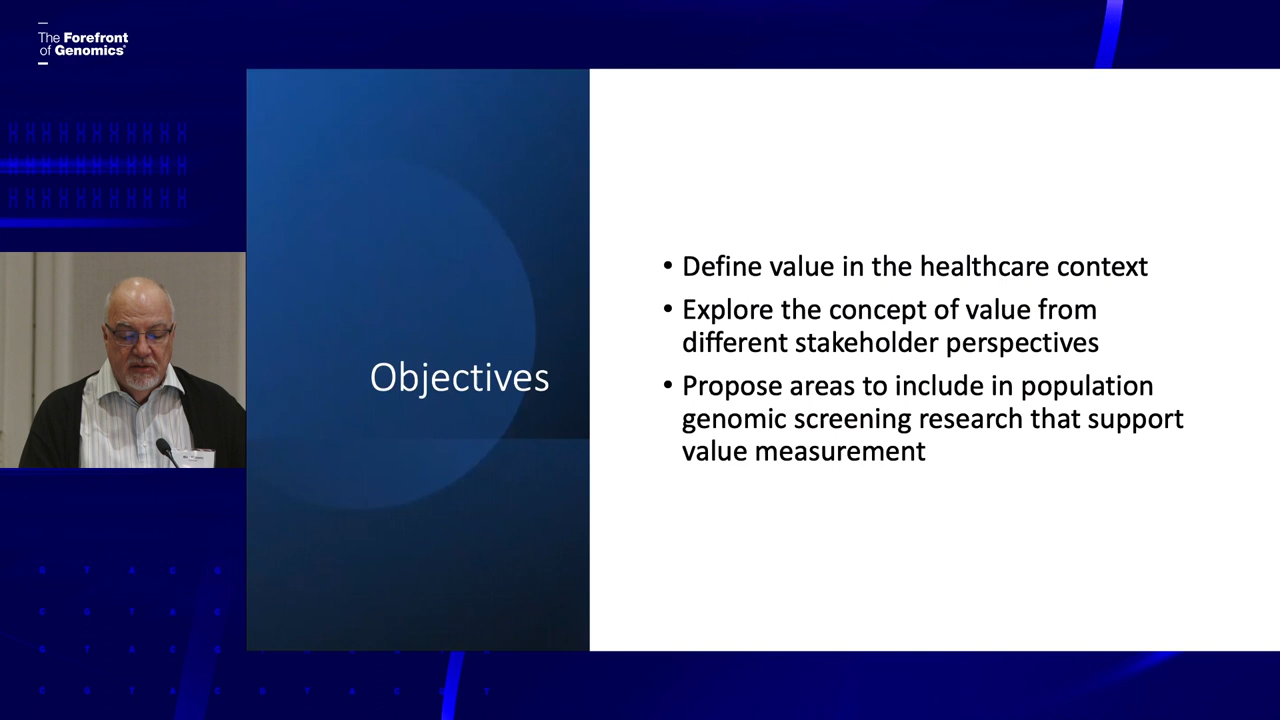 The Forefront
of Genomics®
Objectives
• Define value in the healthcare context
• Explore the concept of value from
different stakeholder perspectives
• Propose areas to include in population
genomic screening research that support
value measurement